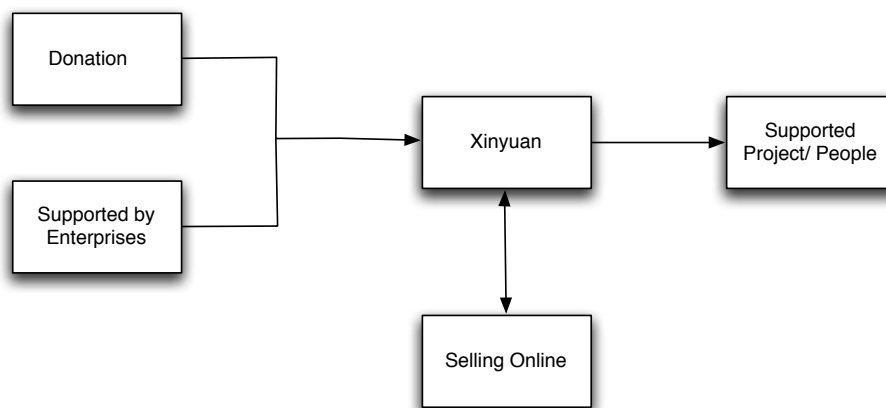 Donation
Supported by
Enterprises
Xinyuan
Supported
Project/ People
Selling Online